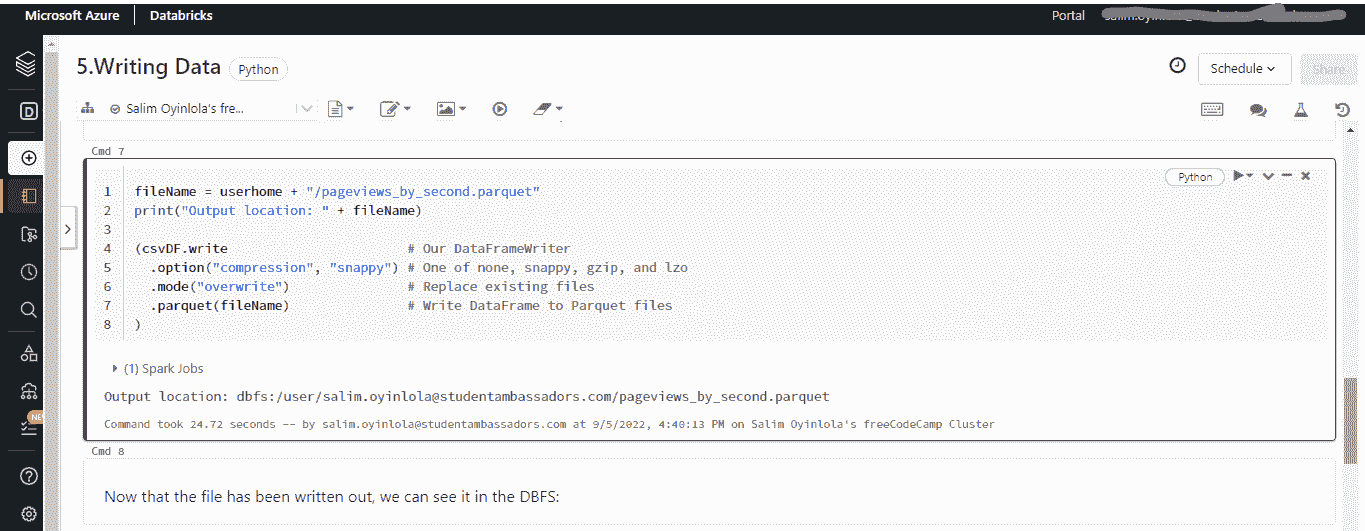 Microsoft Azure Databricks Portal
5.Writing Data Python Schedule Share
Salim Oyinlola's fre...
Cmd 7
Python
1 fileName = userhome + "/pageviews_by_second.parquet"
2 print("Output location: " + fileName)
3
4 (csvDF.write # Our DataFrameWriter
5 .option("compression", "snappy") # One of none, snappy, gzip, and lzo
6 .mode("overwrite") # Replace existing files
7 .parquet(fileName) # Write DataFrame to Parquet files
8 )
(1) Spark Jobs
Output location: dbfs:/user/salim.oyinlola@studentambassadors.com/pageviews_by_second.parquet
Command took 24.72 seconds -- by salim.oyinlola@studentambassadors.com at 9/5/2022, 4:40:13 PM on Salim Oyinlola's freeCodeCamp Cluster
Cmd 8
Now that the file has been written out, we can see it in the DBFS:
D
NEW